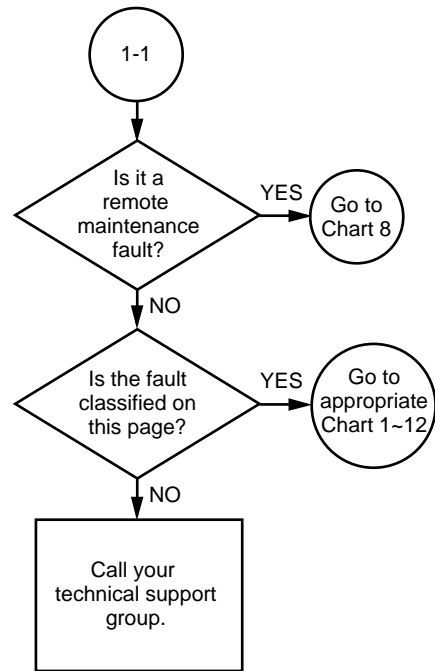 1-1
Is it a
remote
maintenance
fault?
YES
Go to
Chart 8
NO
Is the fault
classified on
this page?
YES
Go to
appropriate
Chart 1~12
NO
Call your
technical support
group.